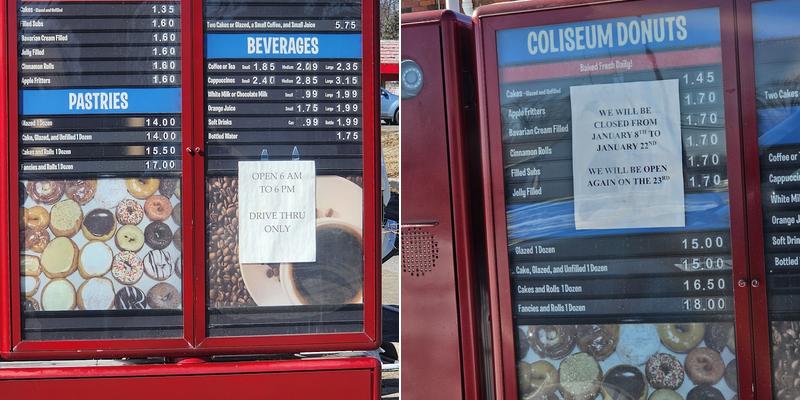 Cakes -Glazed and Unfilled 1.35
Filled Subs 1.60
Bavarian Cream Filled 1.60
Jelly Filled 1.60
Cinnamon Rolls 1.60
Apple Fritters 1.60
PASTRIES
Glazed 1 Dozen 14.00
Cake, Glazed, and Unfilled 1 Dozen 14.00
Cakes and Rolls 1 Dozen 15.50
Fancies and Rolls 1 Dozen 17.00
Two Cakes or Glazed, a Small Coffee, and Small Juice 5.75
BEVERAGES
Coffee or Tea Small 1.85 Medium 2.09 Large 2.35
Cappuccinos Small 2.40 Medium 2.85 Large 3.15
White Milk or Chocolate Milk Small .99 Large 1.99
Orange Juice Small 1.75 Large 1.99
Soft Drinks Can .99 Bottle 1.99
Bottled Water 1.75
OPEN 6 AM
TO 6 PM
DRIVE THRU
ONLY
COLISEUM DONUTS
Baked Fresh Daily!
Cakes -Glazed and Unfilled 1.45
Apple Fritters 1.70
Bavarian Cream Filled 1.70
Cinnamon Rolls 1.70
Filled Subs 1.70
Jelly Filled 1.70
WE WILL BE
CLOSED FROM
JANUARY 8TH TO
JANUARY 22ND
WE WILL BE OPEN
AGAIN ON THE 23RD
Glazed 1 Dozen 15.00
Cake, Glazed, and Unfilled 1 Dozen 15.00
Cakes and Rolls 1 Dozen 16.50
Fancies and Rolls 1 Dozen 18.00
Two Cakes
Coffee or
Cappucci
White Mi
Orange J
Soft Drin
Bottled